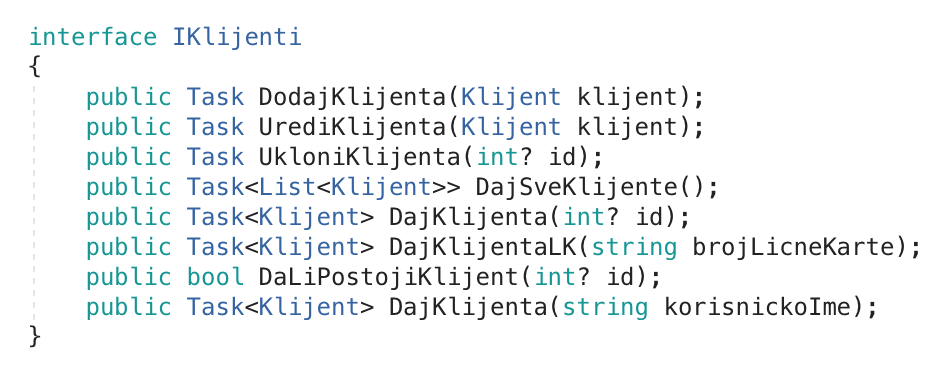 interface IKlijenti
{
    public Task DodajKlijenta(Klijent klijent);
    public Task UrediKlijenta(Klijent klijent);
    public Task UkloniKlijenta(int? id);
    public Task<List<Klijent>> DajSveKlijente();
    public Task<Klijent> DajKlijenta(int? id);
    public Task<Klijent> DajKlijentaLK(string brojLicneKarte);
    public bool DaLiPostojiKlijent(int? id);
    public Task<Klijent> DajKlijenta(string korisnickoIme);
}